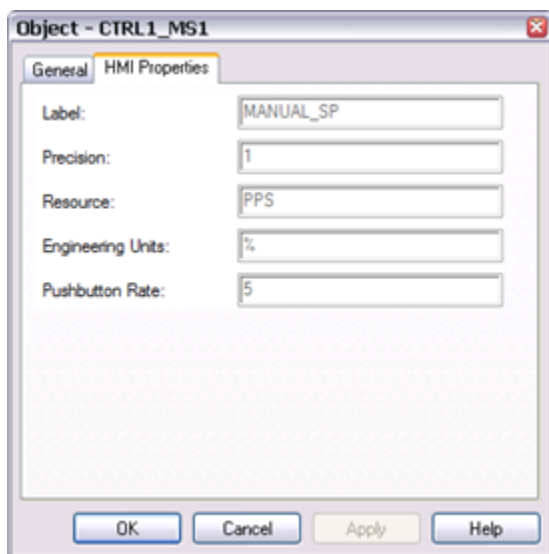 Object - CTRL1_MS1
General HMI Properties
Label: MANUAL_SP
Precision: 1
Resource: PPS
Engineering Units: %
Pushbutton Rate: 5
OK Cancel Apply Help